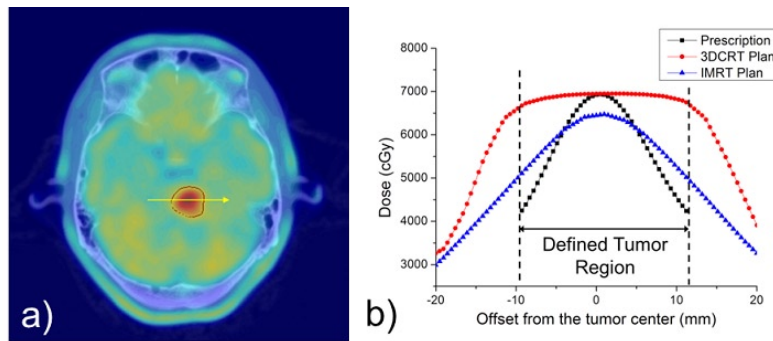 a)
Prescription
3DCRT Plan
IMRT Plan
8000
7000
6000
5000
4000
3000
Dose (cGy)
Defined Tumor
Region
-20
-10
0
10
20
b)
Offset from the tumor center (mm)